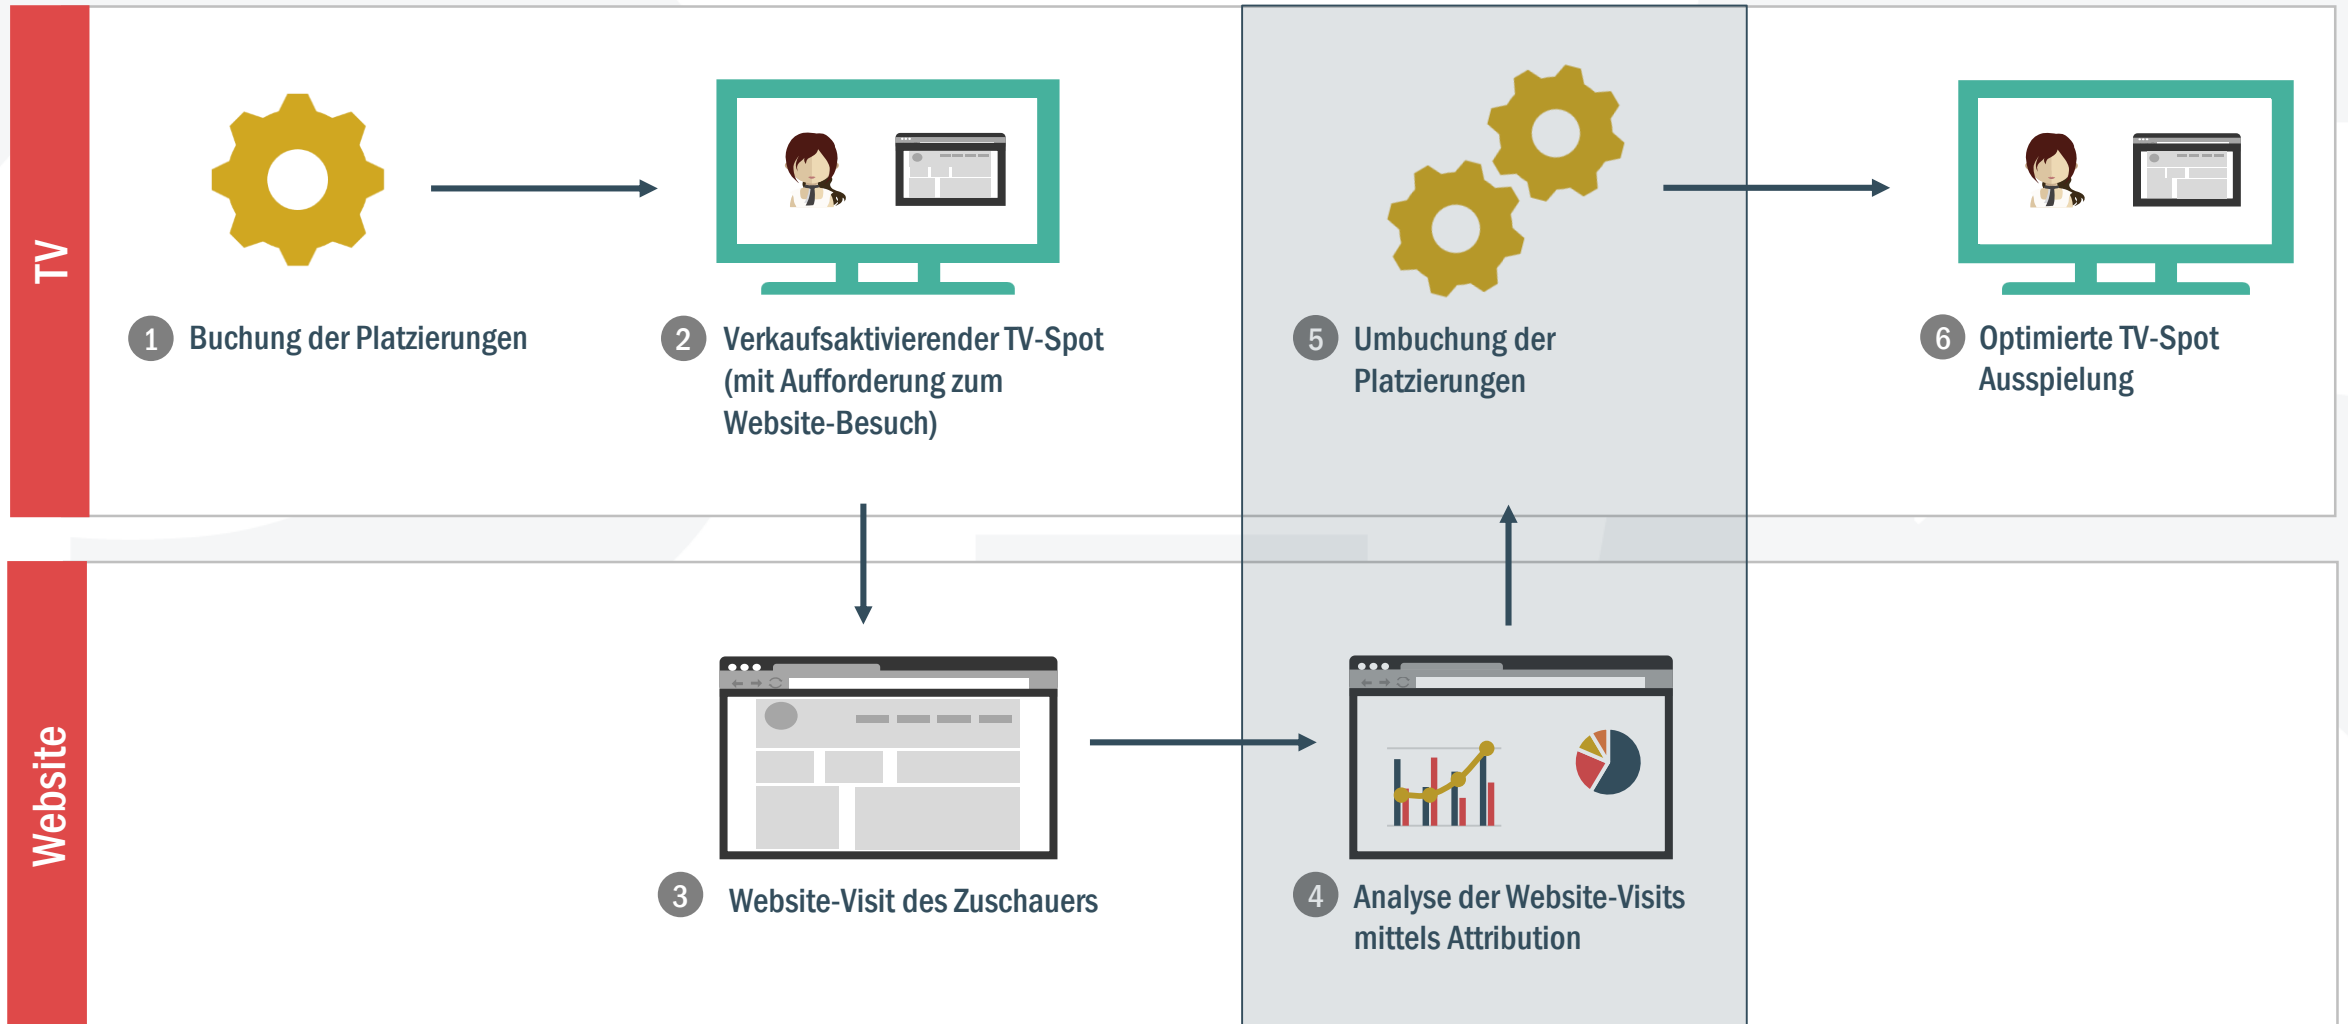 TV
1 Buchung der Platzierungen
2 Verkaufsaktivierender TV-Spot
(mit Aufforderung zum
Website-Besuch)
5 Umbuchung der
Platzierungen
6 Optimierte TV-Spot
Ausspielung
Website
3 Website-Visit des Zuschauers
4 Analyse der Website-Visits
mittels Attribution